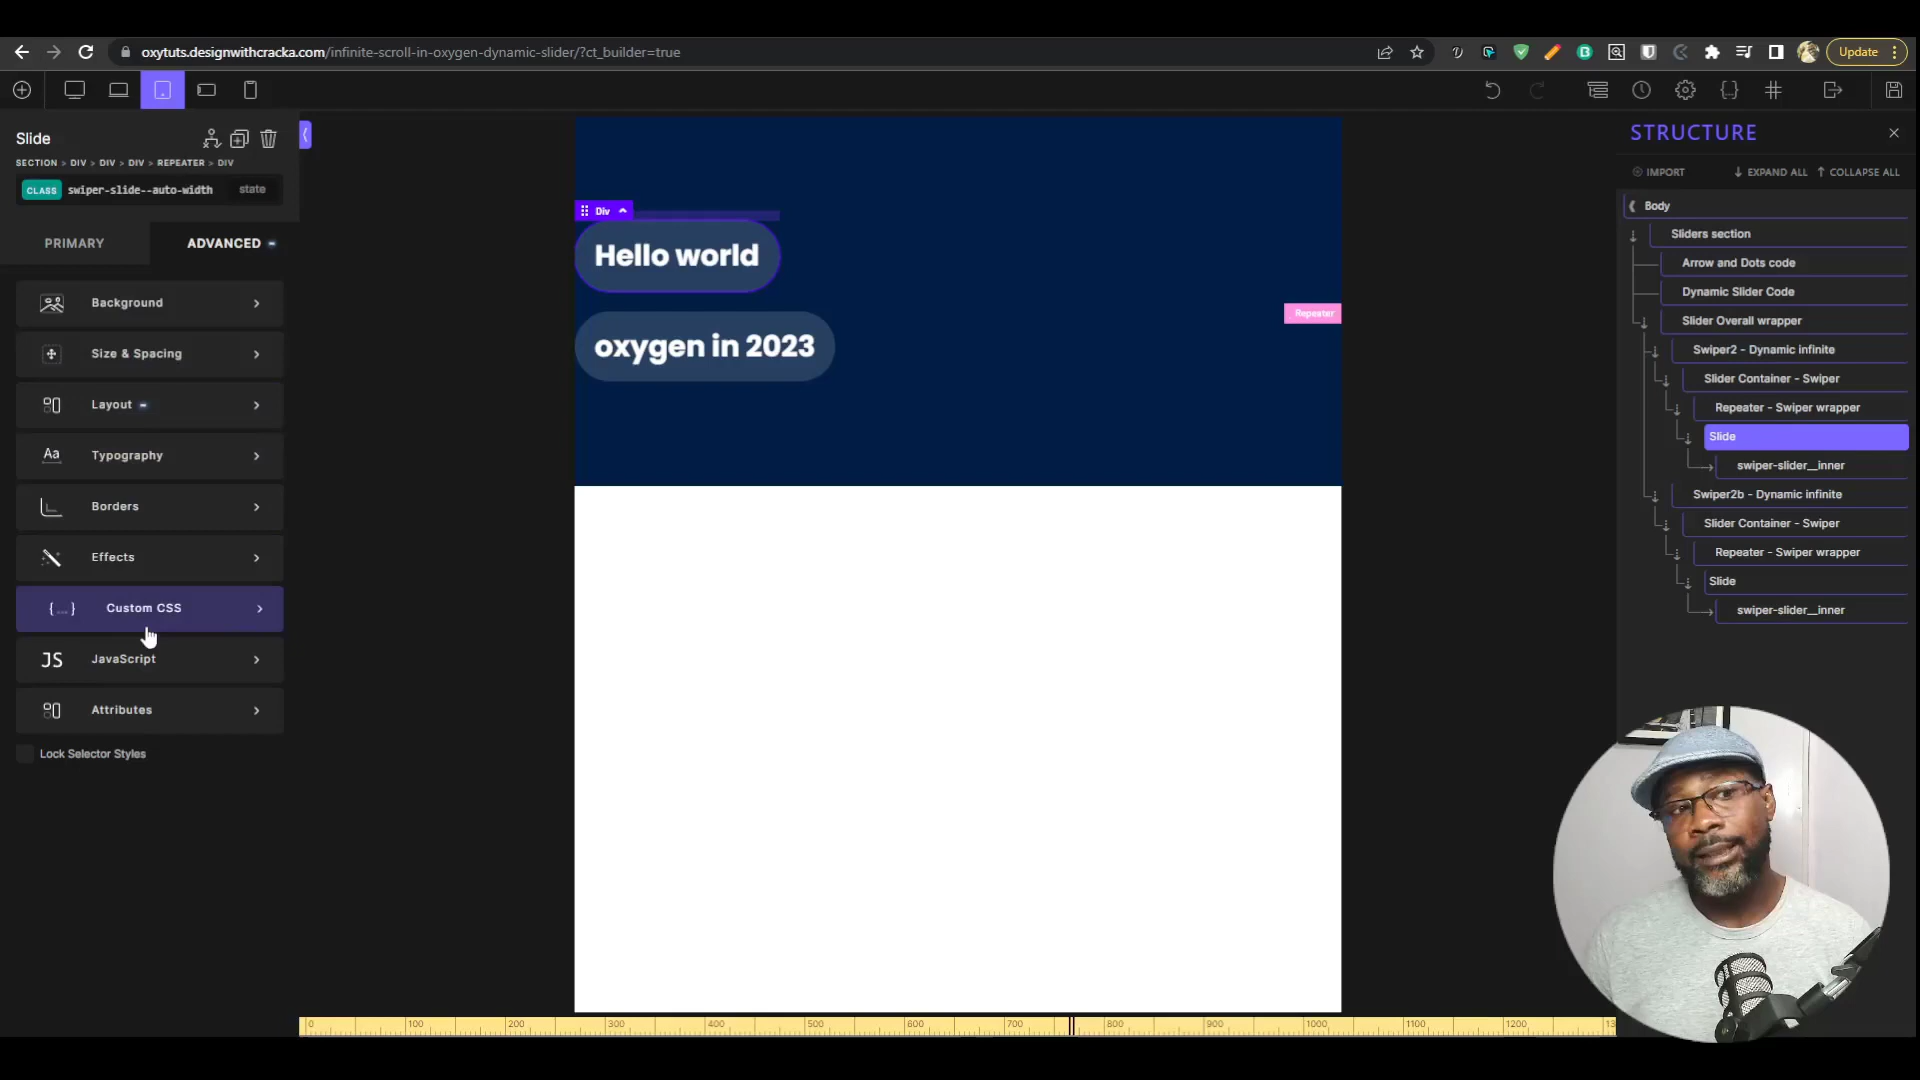 oxytuts.designwithcracka.com/infinite-scroll-in-oxygen-dynamic-slider/?ct_builder=true
Update
Slide
SECTION > DIV > DIV > DIV > REPEATER > DIV
CLASS swiper-slide--auto-width state
PRIMARY ADVANCED
Background
Size & Spacing
Layout
Typography
Borders
Effects
{...} Custom CSS
JS JavaScript
Attributes
Lock Selector Styles
Div
Hello world
oxygen in 2023
Repeater
0 100 200 300 400 500 600 700 800 900 1000 1100 1200
STRUCTURE
IMPORT EXPAND ALL COLLAPSE ALL
Body
Sliders section
Arrow and Dots code
Dynamic Slider Code
Slider Overall wrapper
Swiper2 - Dynamic infinite
Slider Container - Swiper
Repeater - Swiper wrapper
Slide
swiper-slider__inner
Swiper2b - Dynamic infinite
Slider Container - Swiper
Repeater - Swiper wrapper
Slide
swiper-slider__inner